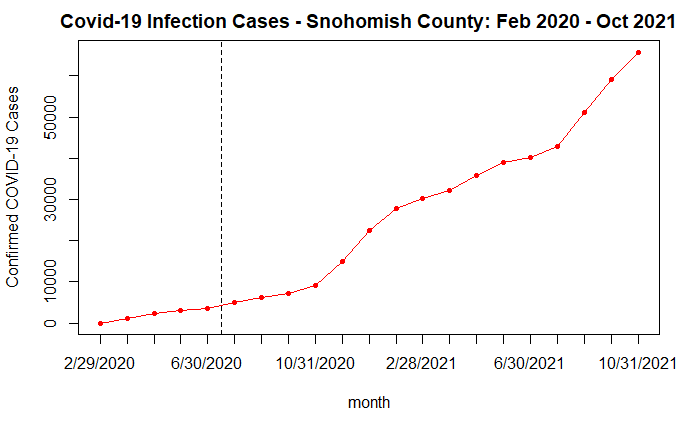 Covid-19 Infection Cases - Snohomish County: Feb 2020 - Oct 2021
Confirmed COVID-19 Cases
50000
30000
10000
0
2/29/2020 6/30/2020 10/31/2020 2/28/2021 6/30/2021 10/31/2021
month